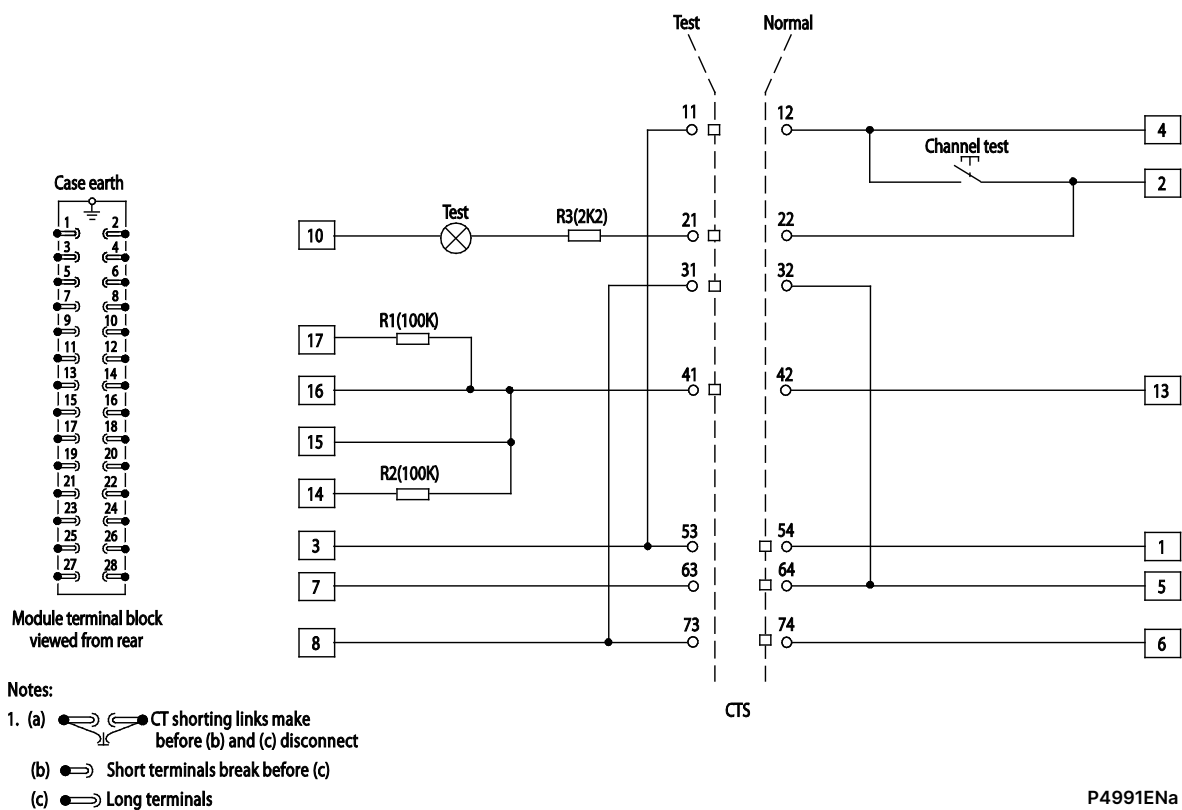 Test Normal
11 12
4
Channel test
2
Case earth
1 2
3 4
5 6
7 8
9 10
11 12
13 14
15 16
17 18
19 20
21 22
23 24
25 26
27 28
Module terminal block
viewed from rear
10
Test
R3(2K2)
21 22
31 32
17
R1(100K)
16
41 42
13
15
R2(100K)
14
3
53 54
1
7
63 64
5
8
73 74
6
CTS
Notes:
1. (a) CT shorting links make
before (b) and (c) disconnect
(b) Short terminals break before (c)
(c) Long terminals
P4991ENa